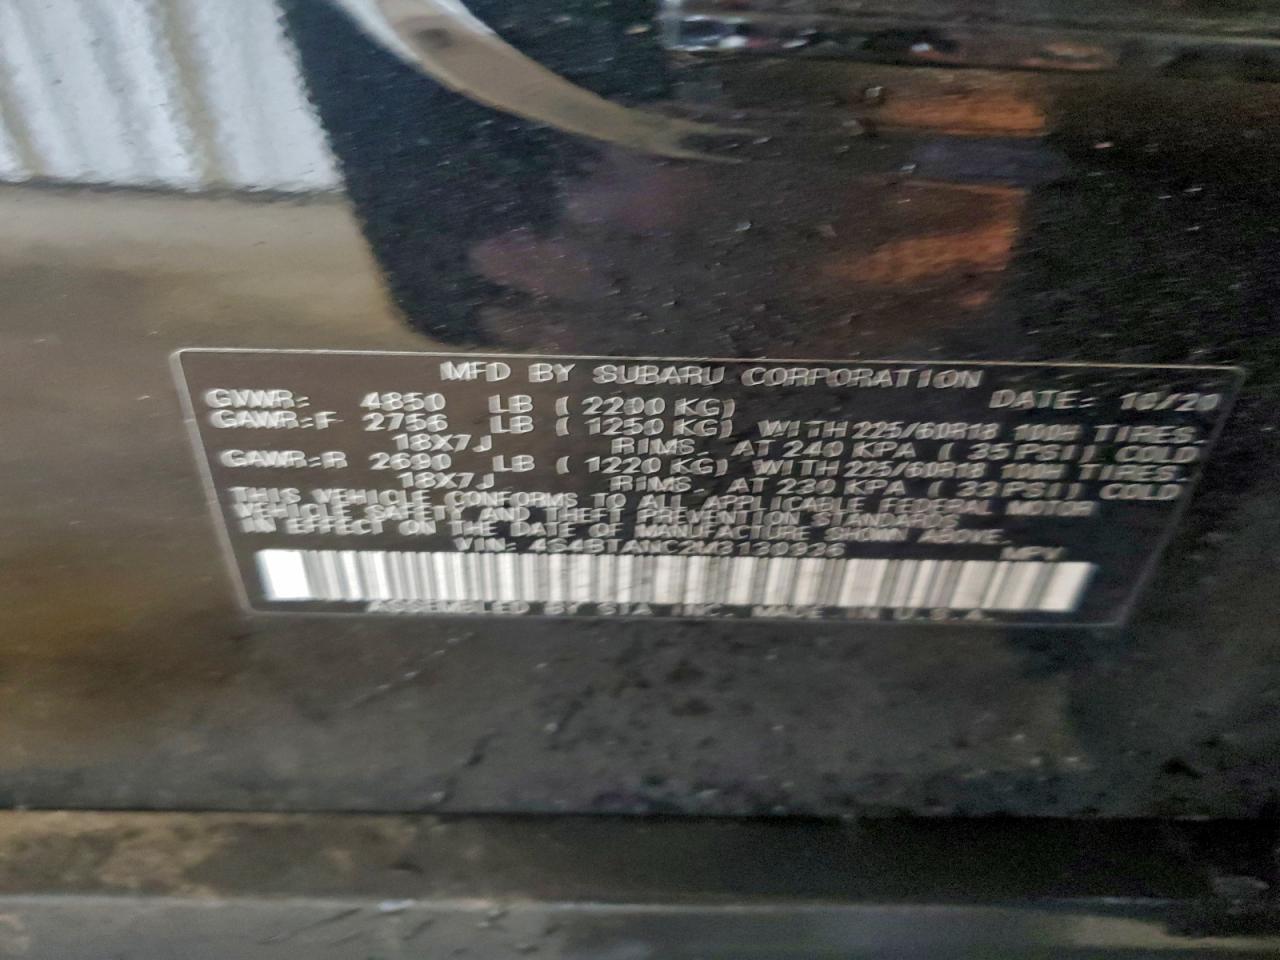 MFD BY SUBARU CORPORATION
GVWR: 4850 LB ( 2200 KG) DATE: 10/20
GAWR:F 2756 LB ( 1250 KG) WITH 225/60R18 100H TIRES.
18X7J RIMS. AT 240 KPA ( 35 PSI) COLD
GAWR:R 2690 LB ( 1220 KG) WITH 225/60R18 100H TIRES.
18X7J RIMS. AT 230 KPA ( 33 PSI) COLD
THIS VEHICLE CONFORMS TO ALL APPLICABLE FEDERAL MOTOR
VEHICLE SAFETY AND THEFT PREVENTION STANDARDS
IN EFFECT ON THE DATE OF MANUFACTURE SHOWN ABOVE.
VIN: MPV
ASSEMBLED BY SIA, INC. MADE IN U.S.A.